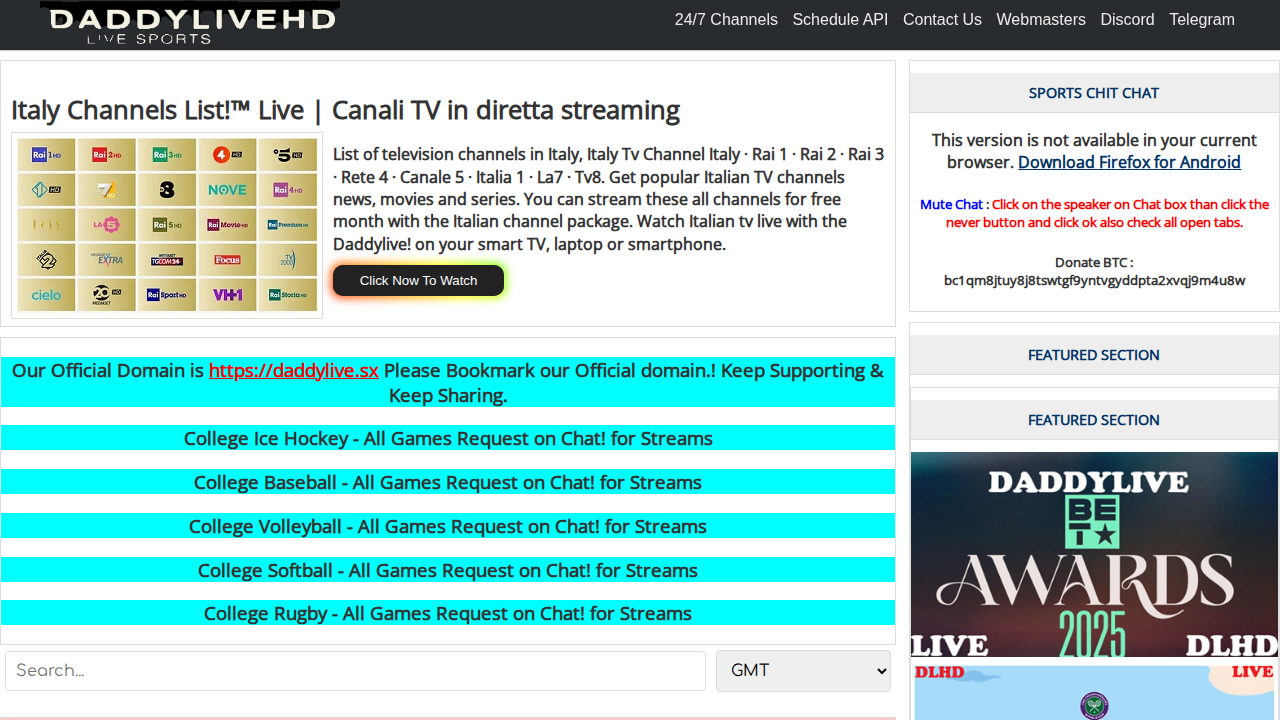 DADDYLIVEHD
LIVE SPORTS
24/7 Channels Schedule API Contact Us Webmasters Discord Telegram
Italy Channels List!™ Live | Canali TV in diretta streaming
Rai 1 HD Rai 2 HD Rai 3 HD 4 HD 5 HD
1 HD 7 8 NOVE Rai 4 HD
IRIS LA 5 Rai 5 HD Rai Movie HD Rai Premium HD
27 MEDIASET EXTRA MEDIASET TGCOM24 Focus TV 2000
cielo 20 HD MEDIASET Rai Sport HD VH1 Rai Storia HD
List of television channels in Italy, Italy Tv Channel Italy · Rai 1 · Rai 2 · Rai 3
· Rete 4 · Canale 5 · Italia 1 · La7 · Tv8. Get popular Italian TV channels
news, movies and series. You can stream these all channels for free
month with the Italian channel package. Watch Italian tv live with the
Daddylive! on your smart TV, laptop or smartphone.
Click Now To Watch
Our Official Domain is https://daddylive.sx Please Bookmark our Official domain.! Keep Supporting &
Keep Sharing.
College Ice Hockey - All Games Request on Chat! for Streams
College Baseball - All Games Request on Chat! for Streams
College Volleyball - All Games Request on Chat! for Streams
College Softball - All Games Request on Chat! for Streams
College Rugby - All Games Request on Chat! for Streams
Search...
GMT
SPORTS CHIT CHAT
This version is not available in your current
browser. Download Firefox for Android
Mute Chat : Click on the speaker on Chat box than click the
never button and click ok also check all open tabs.
Donate BTC :
bc1qm8jtuy8j8tswtgf9yntvgyddpta2xvqj9m4u8w
FEATURED SECTION
FEATURED SECTION
DADDYLIVE
BET★
AWARDS
2025
LIVE DLHD
DLHD LIVE